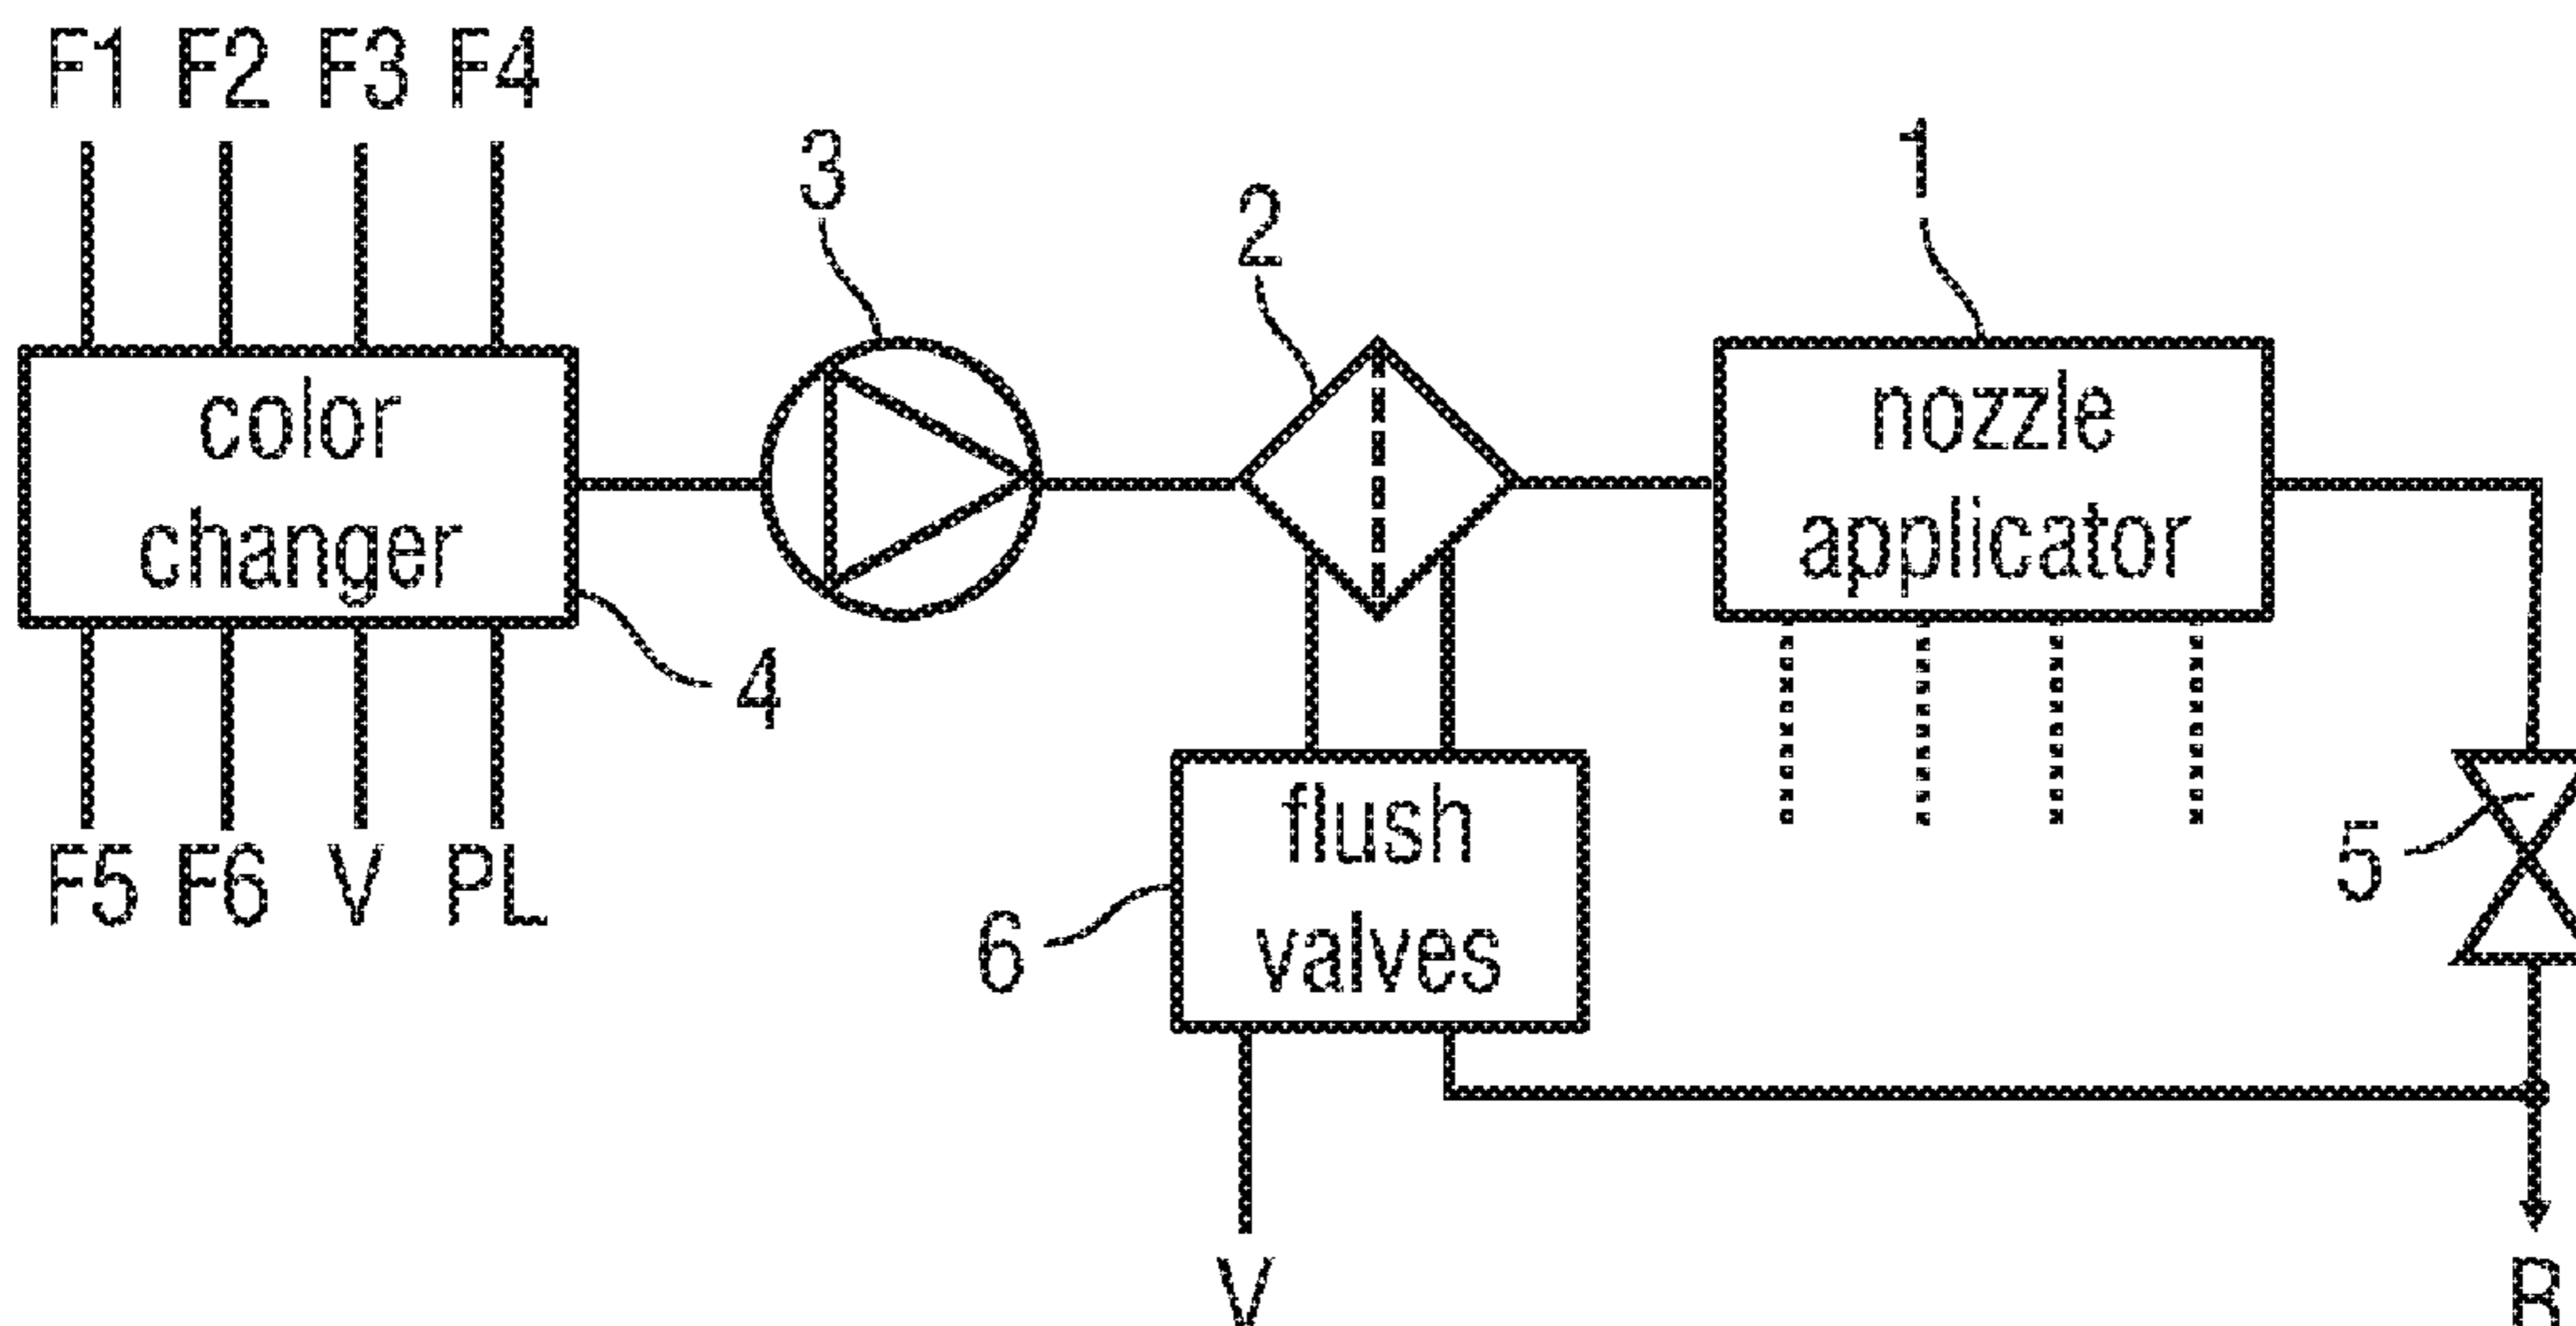 F1 F2 F3 F4
3
1
2
color
changer
nozzle
applicator
4
flush
valves
5
F5 F6 V PL
6
V